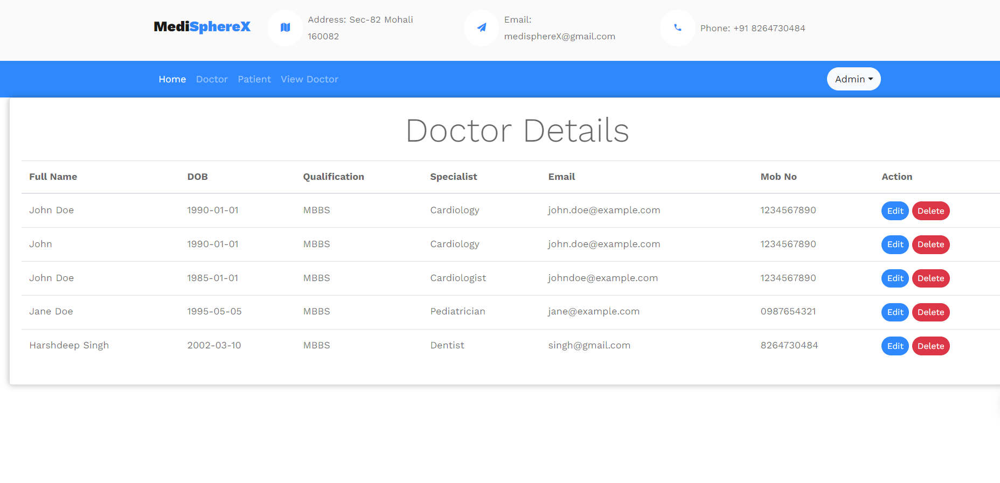 MediSphereX
Address: Sec-82 Mohali
160082
Email:
medisphereX@gmail.com
Phone: +91 8264730484
Home Doctor Patient View Doctor Admin
Doctor Details
Full Name DOB Qualification Specialist Email Mob No Action
John Doe 1990-01-01 MBBS Cardiology john.doe@example.com 1234567890 Edit Delete
John 1990-01-01 MBBS Cardiology john.doe@example.com 1234567890 Edit Delete
John Doe 1985-01-01 MBBS Cardiologist johndoe@example.com 1234567890 Edit Delete
Jane Doe 1995-05-05 MBBS Pediatrician jane@example.com 0987654321 Edit Delete
Harshdeep Singh 2002-03-10 MBBS Dentist singh@gmail.com 8264730484 Edit Delete